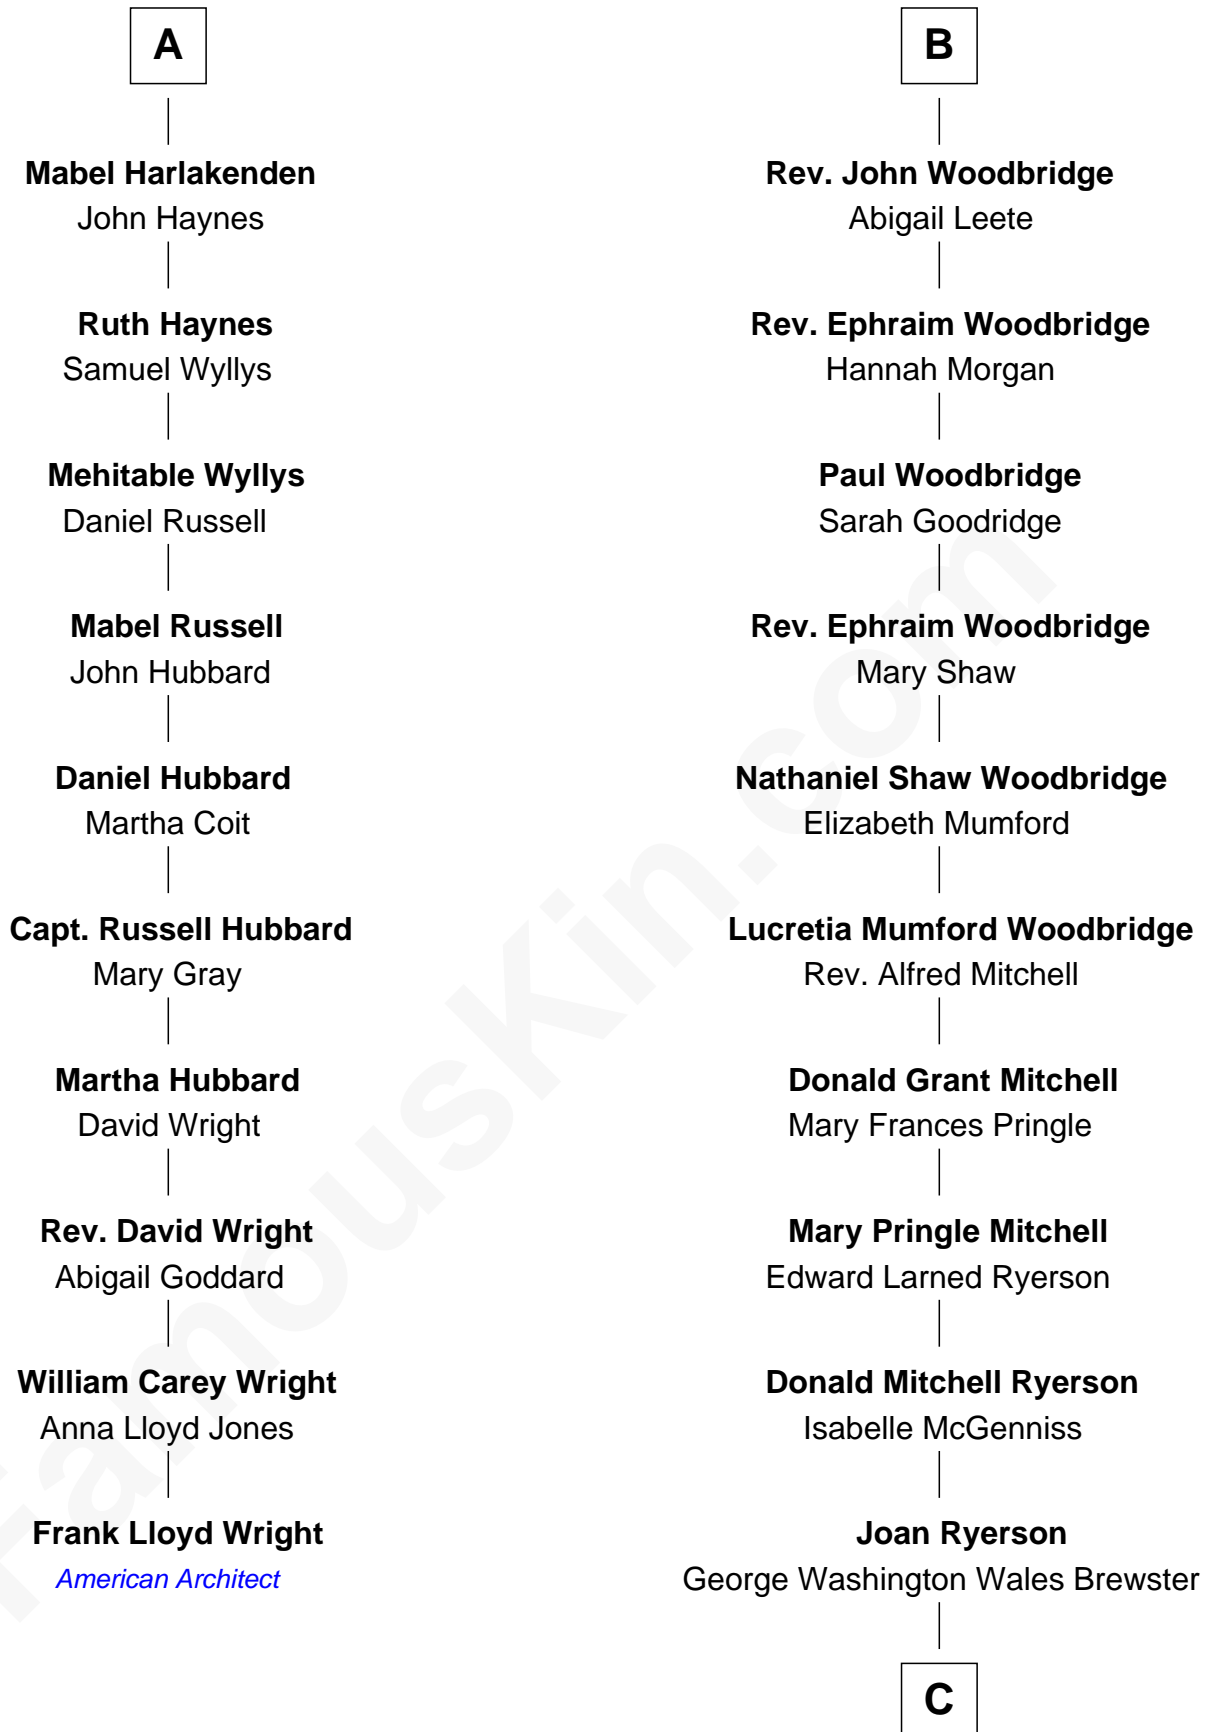 A
Mabel Harlakenden
John Haynes
Ruth Haynes
Samuel Wyllys
Mehitable Wyllys
Daniel Russell
Mabel Russell
John Hubbard
Daniel Hubbard
Martha Coit
Capt. Russell Hubbard
Mary Gray
Martha Hubbard
David Wright
Rev. David Wright
Abigail Goddard
William Carey Wright
Anna Lloyd Jones
Frank Lloyd Wright
American Architect
B
Rev. John Woodbridge
Abigail Leete
Rev. Ephraim Woodbridge
Hannah Morgan
Paul Woodbridge
Sarah Goodridge
Rev. Ephraim Woodbridge
Mary Shaw
Nathaniel Shaw Woodbridge
Elizabeth Mumford
Lucretia Mumford Woodbridge
Rev. Alfred Mitchell
Donald Grant Mitchell
Mary Frances Pringle
Mary Pringle Mitchell
Edward Larned Ryerson
Donald Mitchell Ryerson
Isabelle McGenniss
Joan Ryerson
George Washington Wales Brewster
C
FamousKin.com